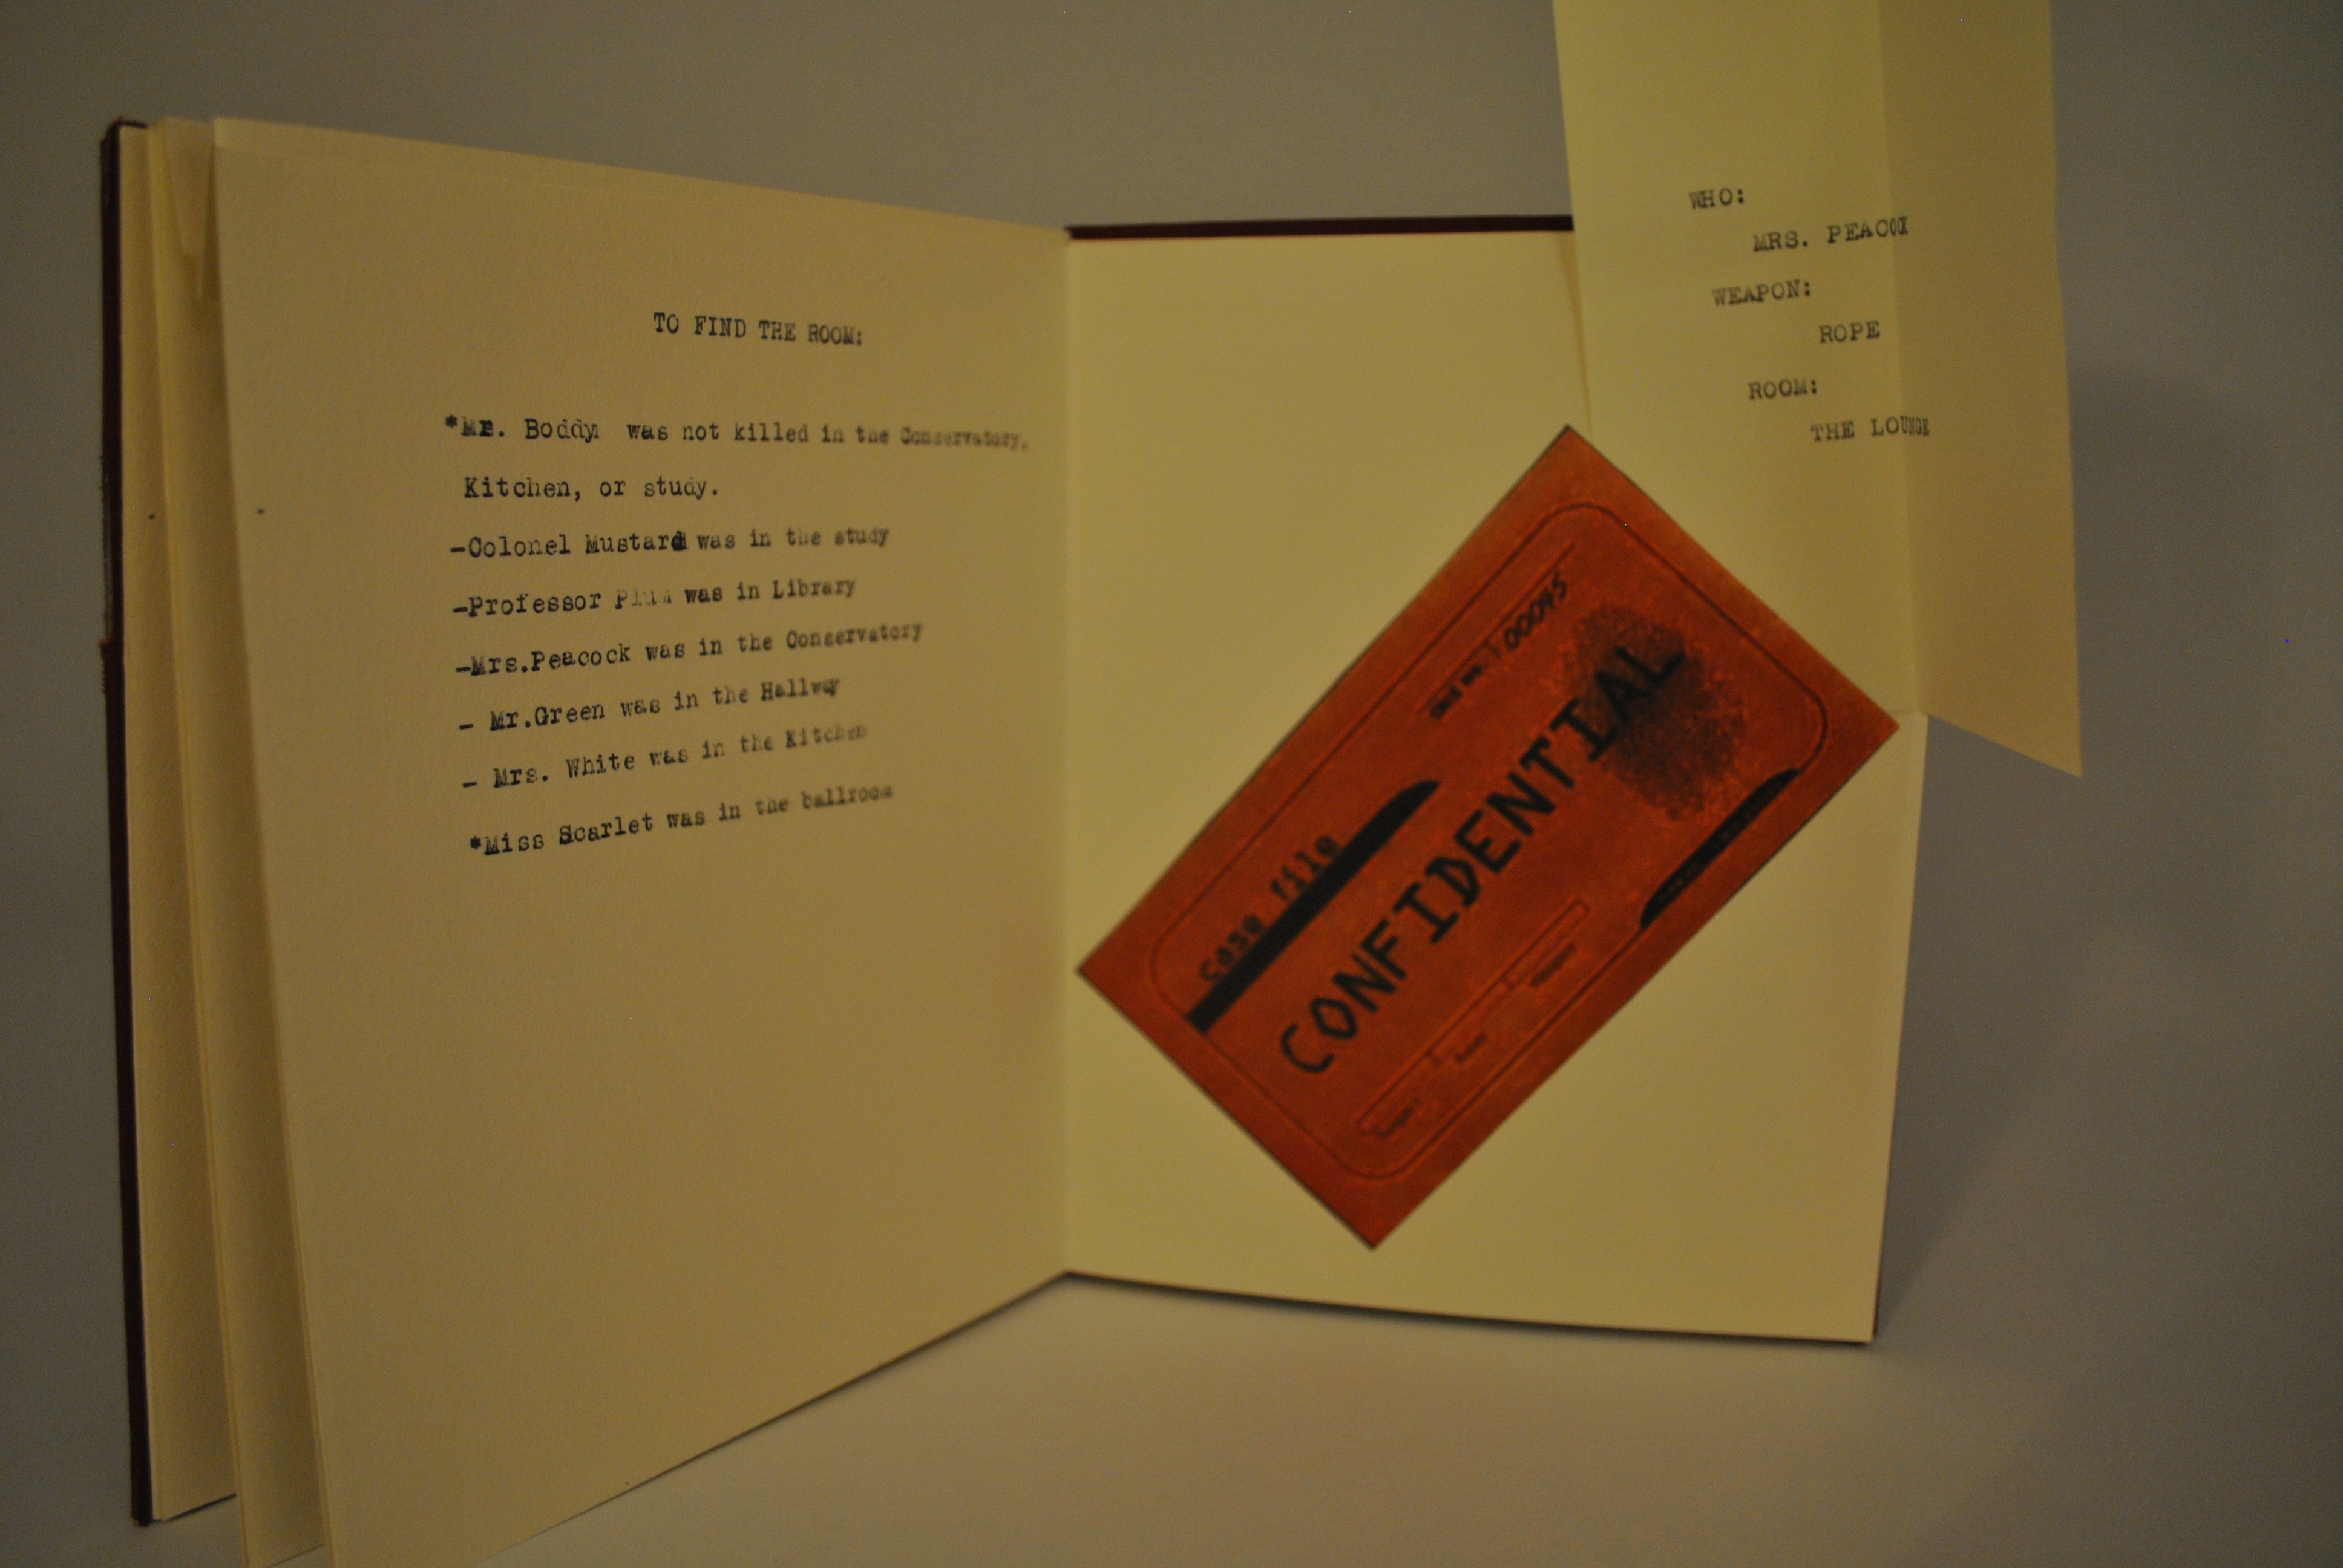 TO FIND THE ROOM:
*Mr. Boddy was not killed in the Conservatory,
Kitchen, or study.
-Colonel Mustard was in the study
-Professor Plum was in Library
-Mrs.Peacock was in the Conservatory
- Mr.Green was in the Hallway
- Mrs. White was in the Kitchen
*Miss Scarlet was in the ballroom
WHO:
MRS. PEACOCK
WEAPON:
ROPE
ROOM:
THE LOUNGE
case file
CONFIDENTIAL
00045